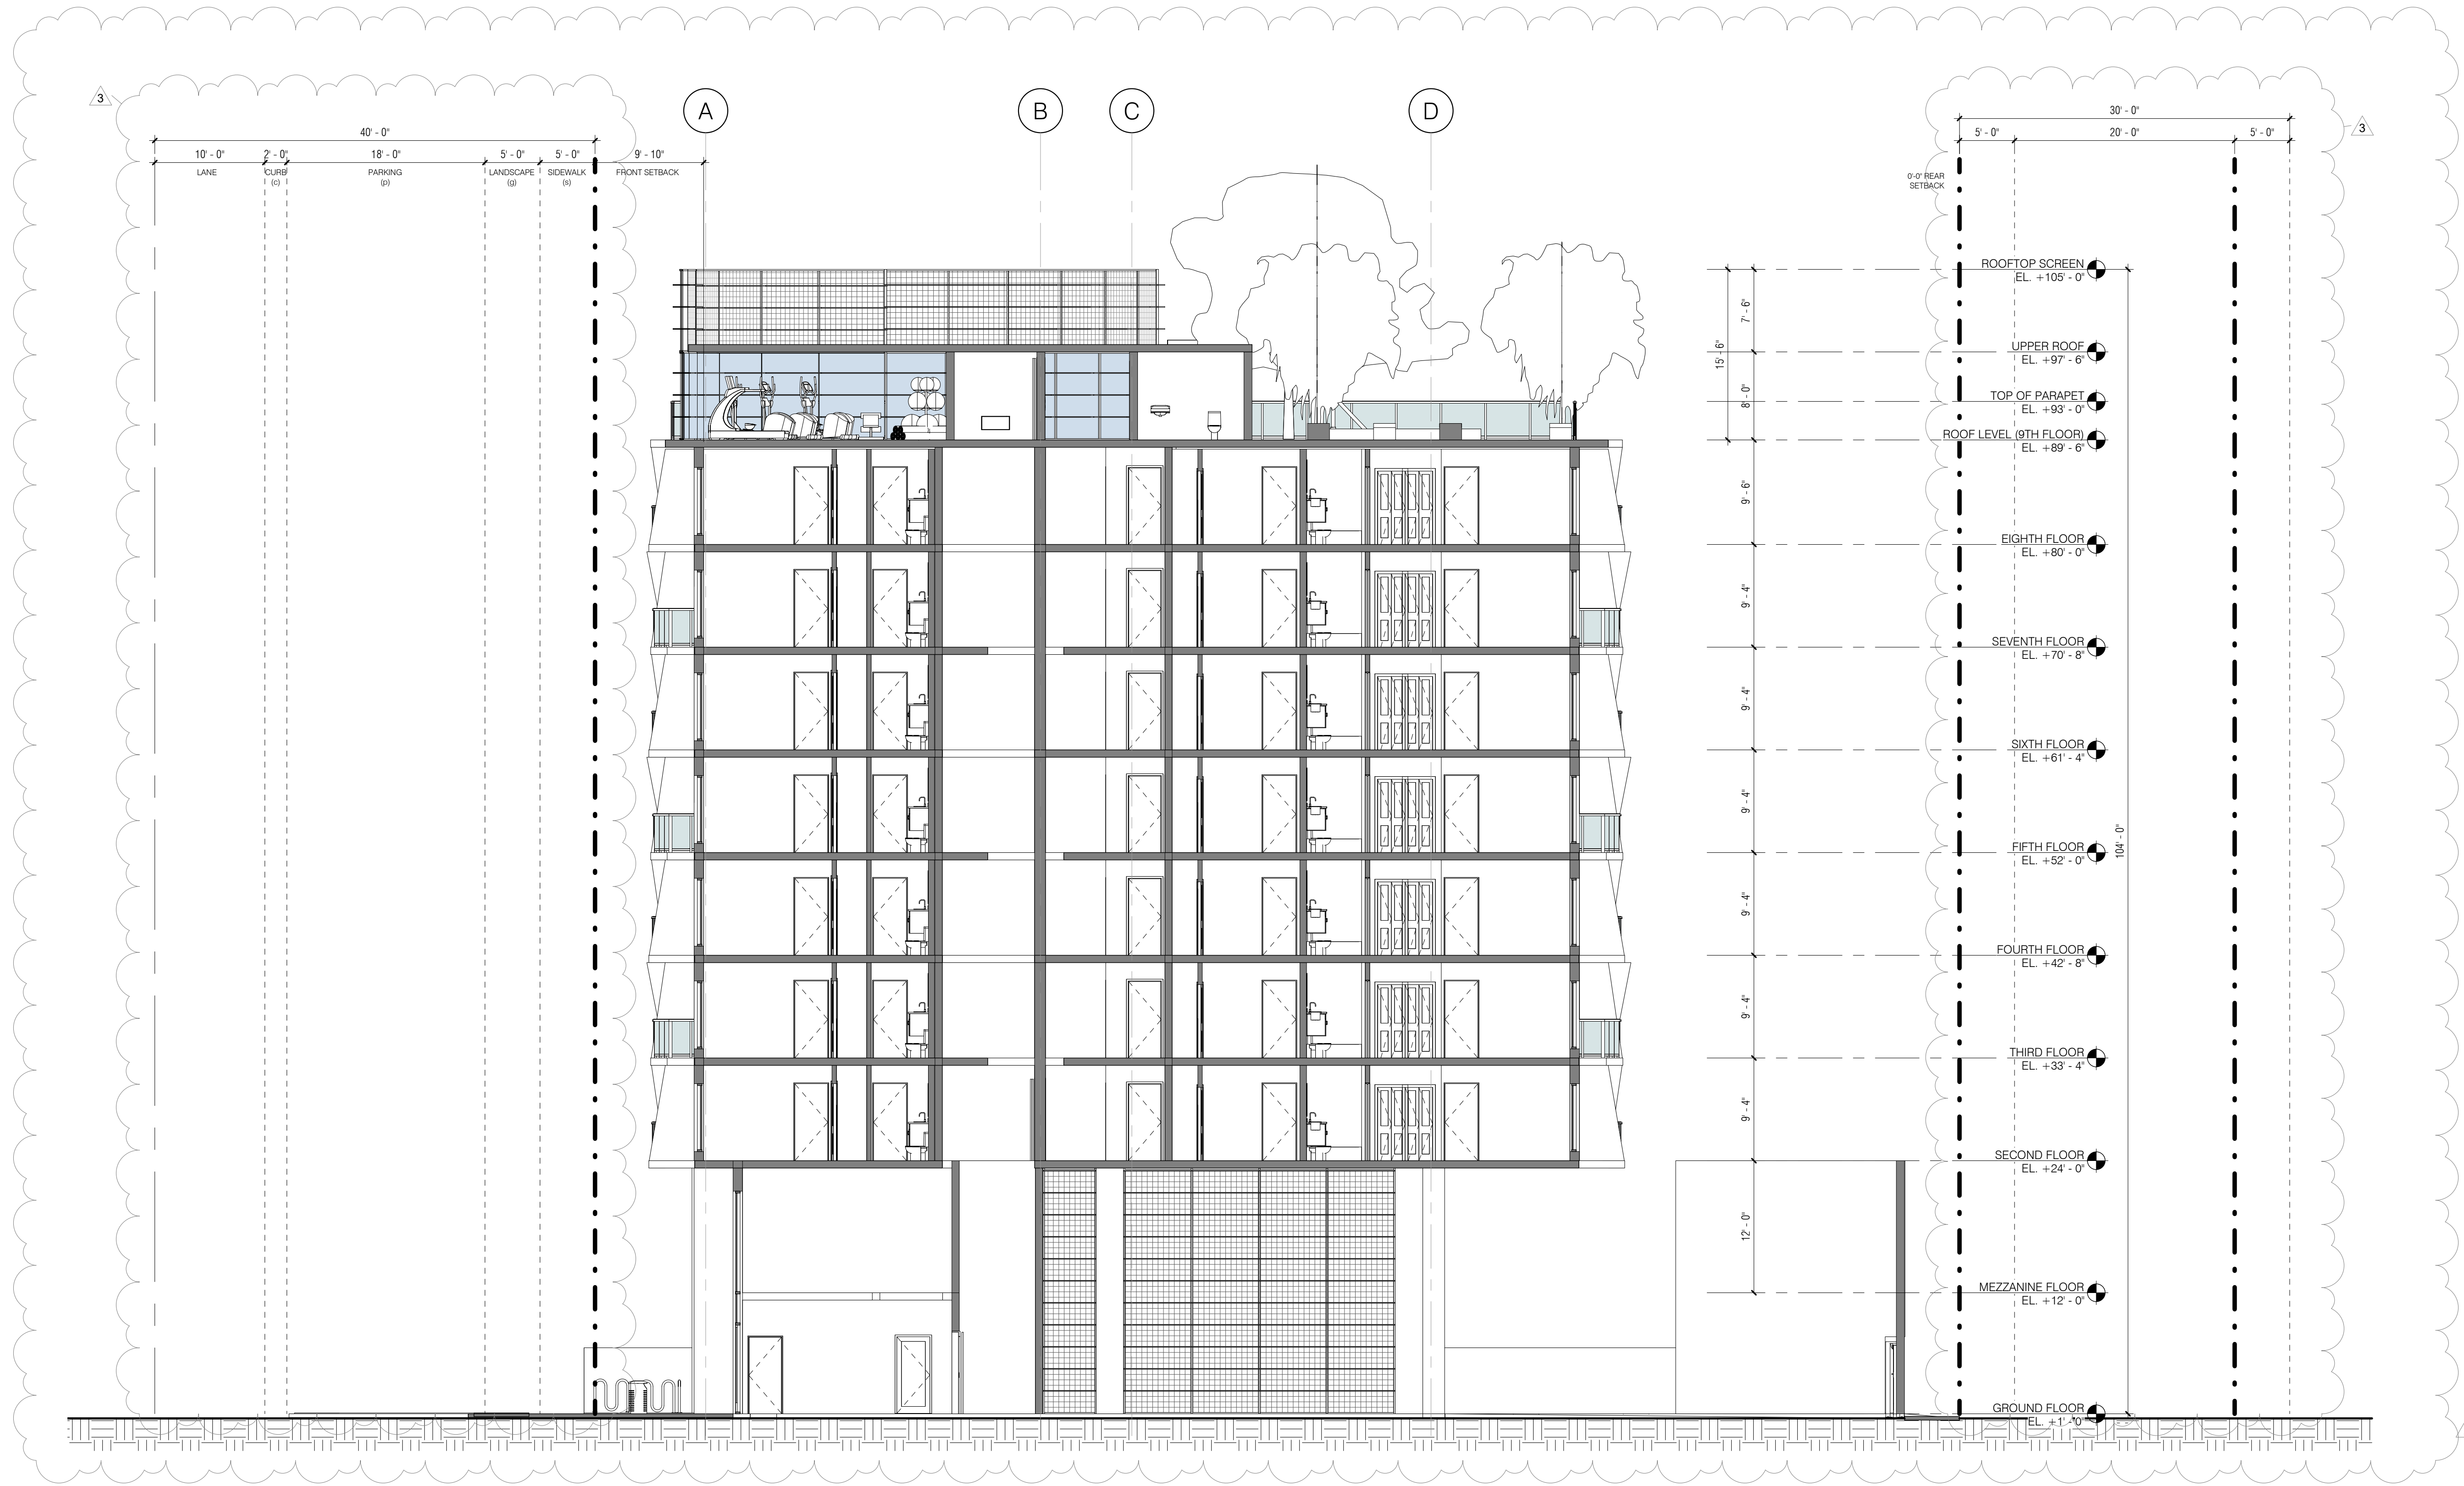 A
B
C
D
3
3
40' - 0"
10' - 0"
2' - 0"
18' - 0"
5' - 0"
5' - 0"
9' - 10"
LANE
CURB
(c)
PARKING
(p)
LANDSCAPE
(g)
SIDEWALK
(s)
FRONT SETBACK
30' - 0"
5' - 0"
20' - 0"
5' - 0"
0'-0" REAR
SETBACK
ROOFTOP SCREEN
EL. +105' - 0"
7' - 6"
15' - 6"
UPPER ROOF
EL. +97' - 6"
8' - 0"
TOP OF PARAPET
EL. +93' - 0"
ROOF LEVEL (9TH FLOOR)
EL. +89' - 6"
9' - 6"
EIGHTH FLOOR
EL. +80' - 0"
9' - 4"
SEVENTH FLOOR
EL. +70' - 8"
9' - 4"
SIXTH FLOOR
EL. +61' - 4"
9' - 4"
104' - 0"
FIFTH FLOOR
EL. +52' - 0"
9' - 4"
FOURTH FLOOR
EL. +42' - 8"
9' - 4"
THIRD FLOOR
EL. +33' - 4"
9' - 4"
SECOND FLOOR
EL. +24' - 0"
12' - 0"
MEZZANINE FLOOR
EL. +12' - 0"
GROUND FLOOR
EL. +1' - 0"